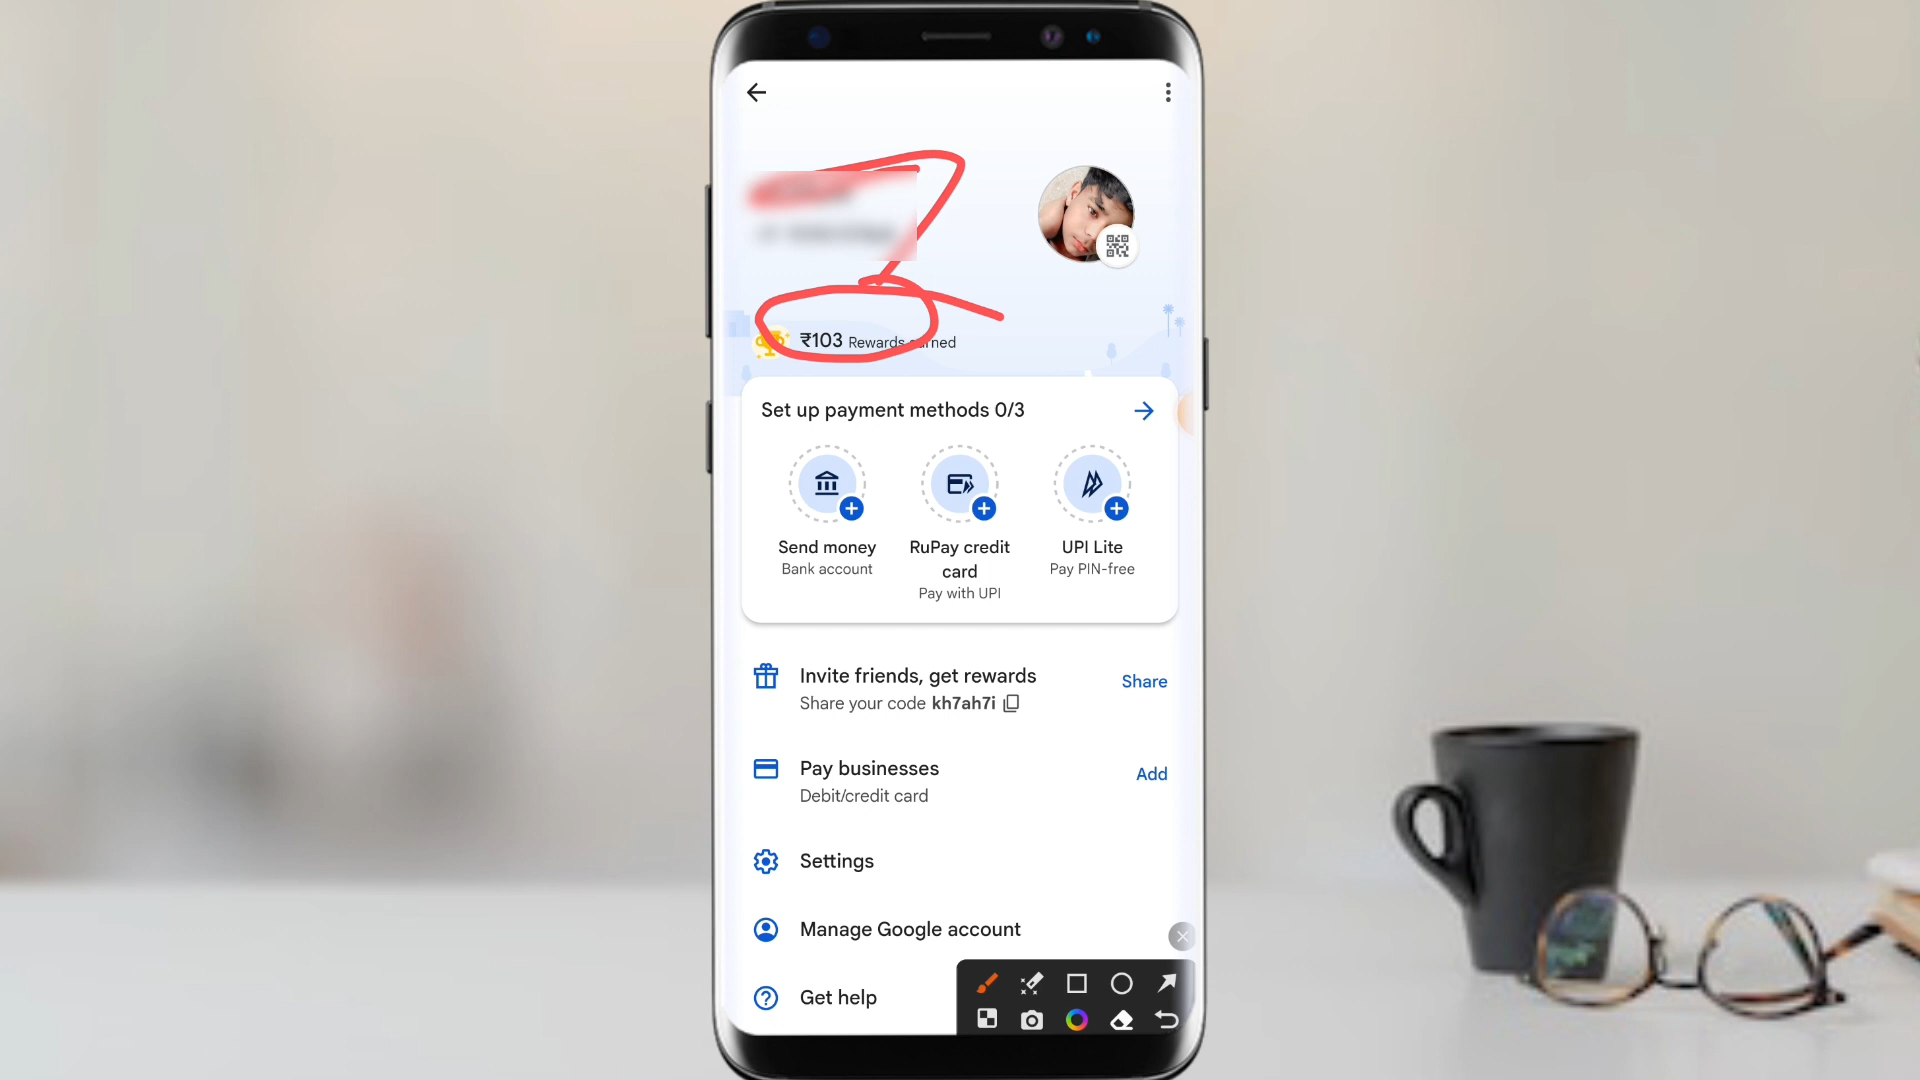 ₹103 Rewards earned
Set up payment methods 0/3
Send money
Bank account
RuPay credit
card
Pay with UPI
UPI Lite
Pay PIN-free
Invite friends, get rewards
Share
Share your code kh7ah7i
Pay businesses
Add
Debit/credit card
Settings
Manage Google account
Get help